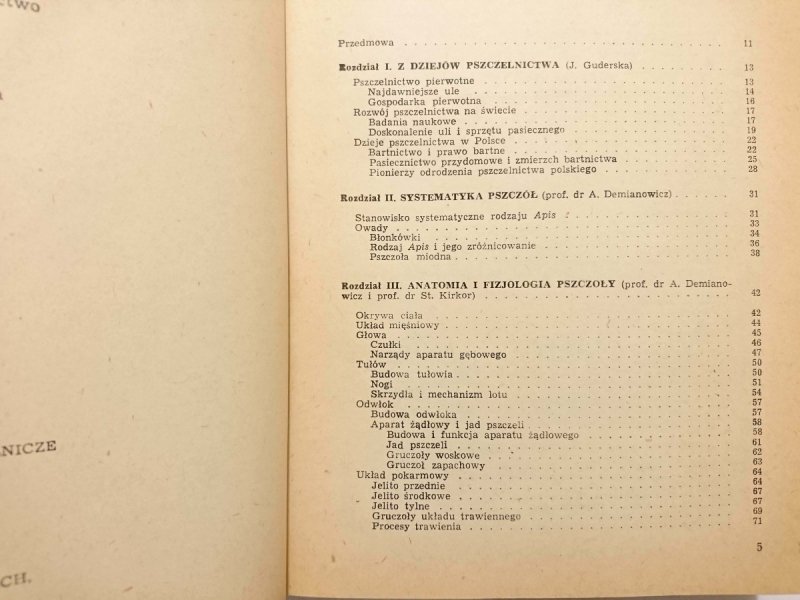 ctwo
NICZE
CH.
Przedmowa . . . . . . . . . . 11
Rozdział I. Z DZIEJÓW PSZCZELNICTWA (J. Guderska) . . . . . . . . . . 13
Pszczelnictwo pierwotne . . . . . . . . . . 13
Najdawniejsze ule . . . . . . . . . . 14
Gospodarka pierwotna . . . . . . . . . . 16
Rozwój pszczelnictwa na świecie . . . . . . . . . . 17
Badania naukowe . . . . . . . . . . 17
Doskonalenie uli i sprzętu pasiecznego . . . . . . . . . . 19
Dzieje pszczelnictwa w Polsce . . . . . . . . . . 22
Bartnictwo i prawo bartne . . . . . . . . . . 22
Pasiecznictwo przydomowe i zmierzch bartnictwa . . . . . . . . . . 25
Pionierzy odrodzenia pszczelnictwa polskiego . . . . . . . . . . 28
Rozdział II. SYSTEMATYKA PSZCZÓŁ (prof. dr A. Demianowicz) . . . . . . 31
Stanowisko systematyczne rodzaju Apis . . . . . . . . . . 31
Owady . . . . . . . . . . 33
Błonkówki . . . . . . . . . . 34
Rodzaj Apis i jego zróżnicowanie . . . . . . . . . . 36
Pszczoła miodna . . . . . . . . . . 38
Rozdział III. ANATOMIA I FIZJOLOGIA PSZCZOŁY (prof. dr A. Demiano-
wicz i prof. dr St. Kirkor) . . . . . . . . . . 42
Okrywa ciała . . . . . . . . . . 42
Układ mięśniowy . . . . . . . . . . 44
Głowa . . . . . . . . . . 45
Czułki . . . . . . . . . . 46
Narządy aparatu gębowego . . . . . . . . . . 47
Tułów . . . . . . . . . . 50
Budowa tułowia . . . . . . . . . . 50
Nogi . . . . . . . . . . 51
Skrzydła i mechanizm lotu . . . . . . . . . . 54
Odwłok . . . . . . . . . . 57
Budowa odwłoka . . . . . . . . . . 57
Aparat żądłowy i jad pszczeli . . . . . . . . . . 58
Budowa i funkcja aparatu żądłowego . . . . . . . . . . 58
Jad pszczeli . . . . . . . . . . 61
Gruczoły woskowe . . . . . . . . . . 62
Gruczoł zapachowy . . . . . . . . . . 63
Układ pokarmowy . . . . . . . . . . 64
Jelito przednie . . . . . . . . . . 64
Jelito środkowe . . . . . . . . . . 67
Jelito tylne . . . . . . . . . . 67
Gruczoły układu trawiennego . . . . . . . . . . 69
Procesy trawienia . . . . . . . . . . 71
5